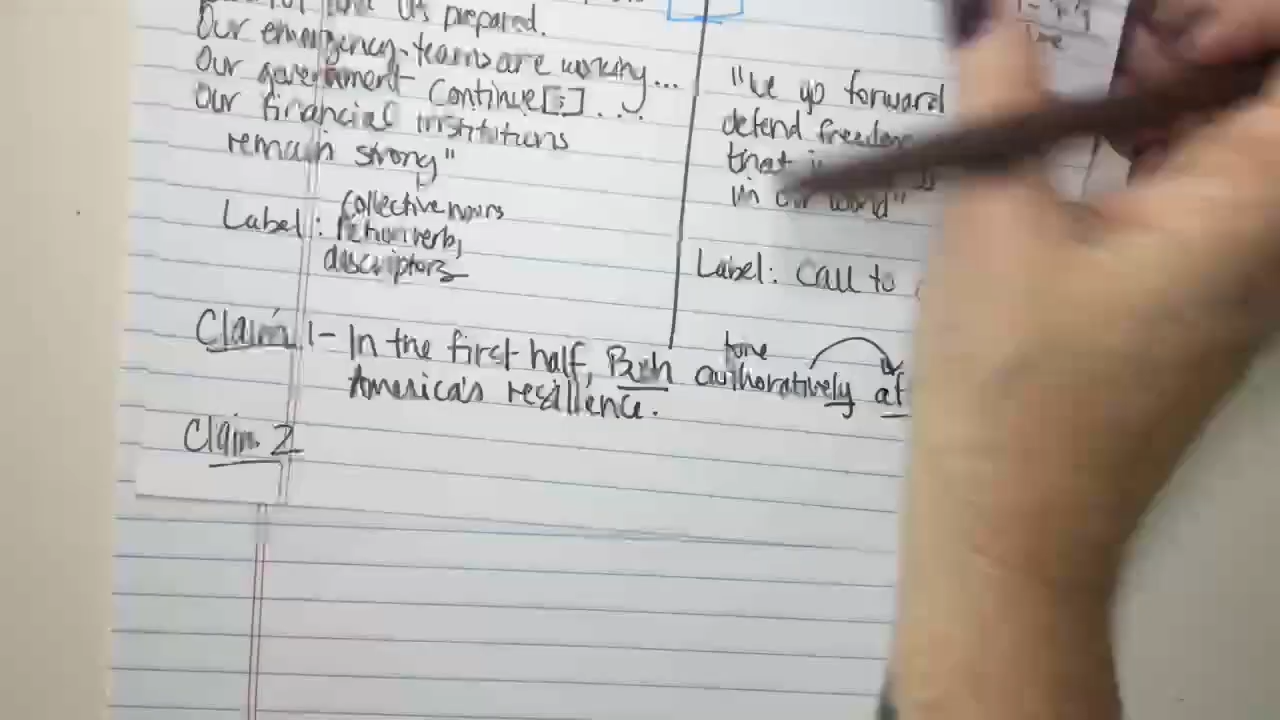 prepared.
Our emergency teams are working...
Our government continue[s]...
Our financial institutions
remain strong"
Label: collective nouns
Action verbs,
descriptors
"We go forward
defend freedom
that
in our world"
Label: Call to
Claim 1- In the first half, Bush authoratively af
tone
America's resilience.
Claim 2